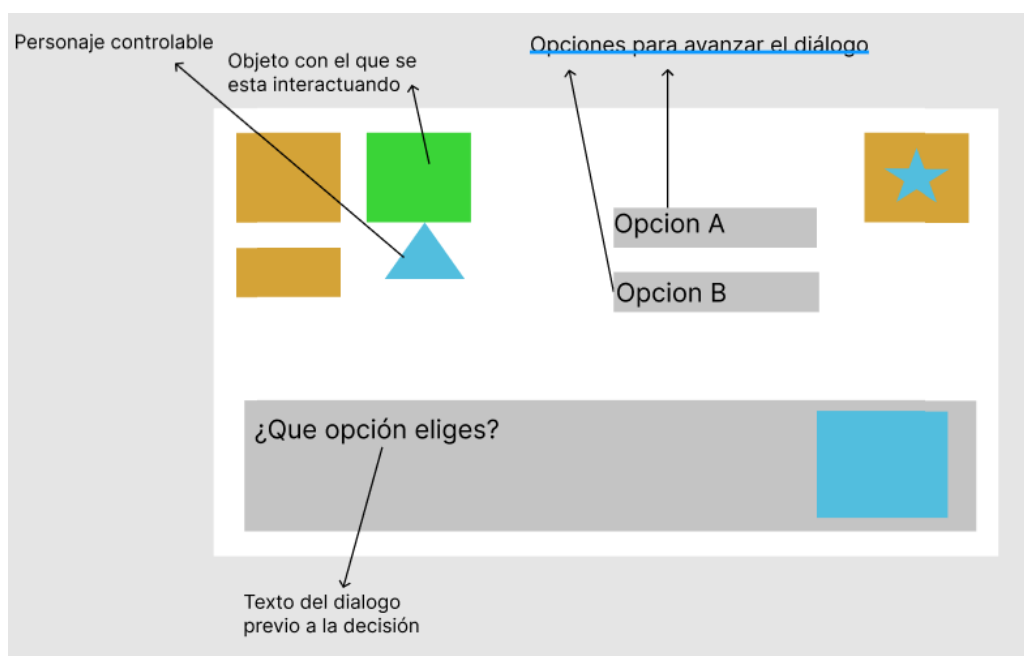 Personaje controlable
Objeto con el que se
esta interactuando
Opciones para avanzar el diálogo
Opcion A
Opcion B
¿Que opción eliges?
Texto del dialogo
previo a la decisión